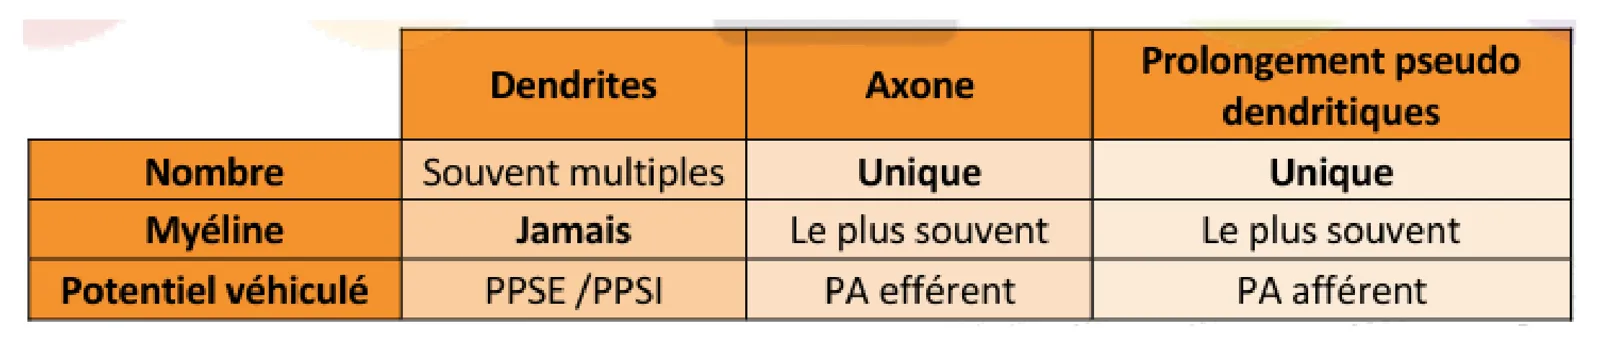 Dendrites Axone Prolongement pseudo dendritiques
Nombre Souvent multiples Unique Unique
Myéline Jamais Le plus souvent Le plus souvent
Potentiel véhiculé PPSE /PPSI PA efférent PA afférent